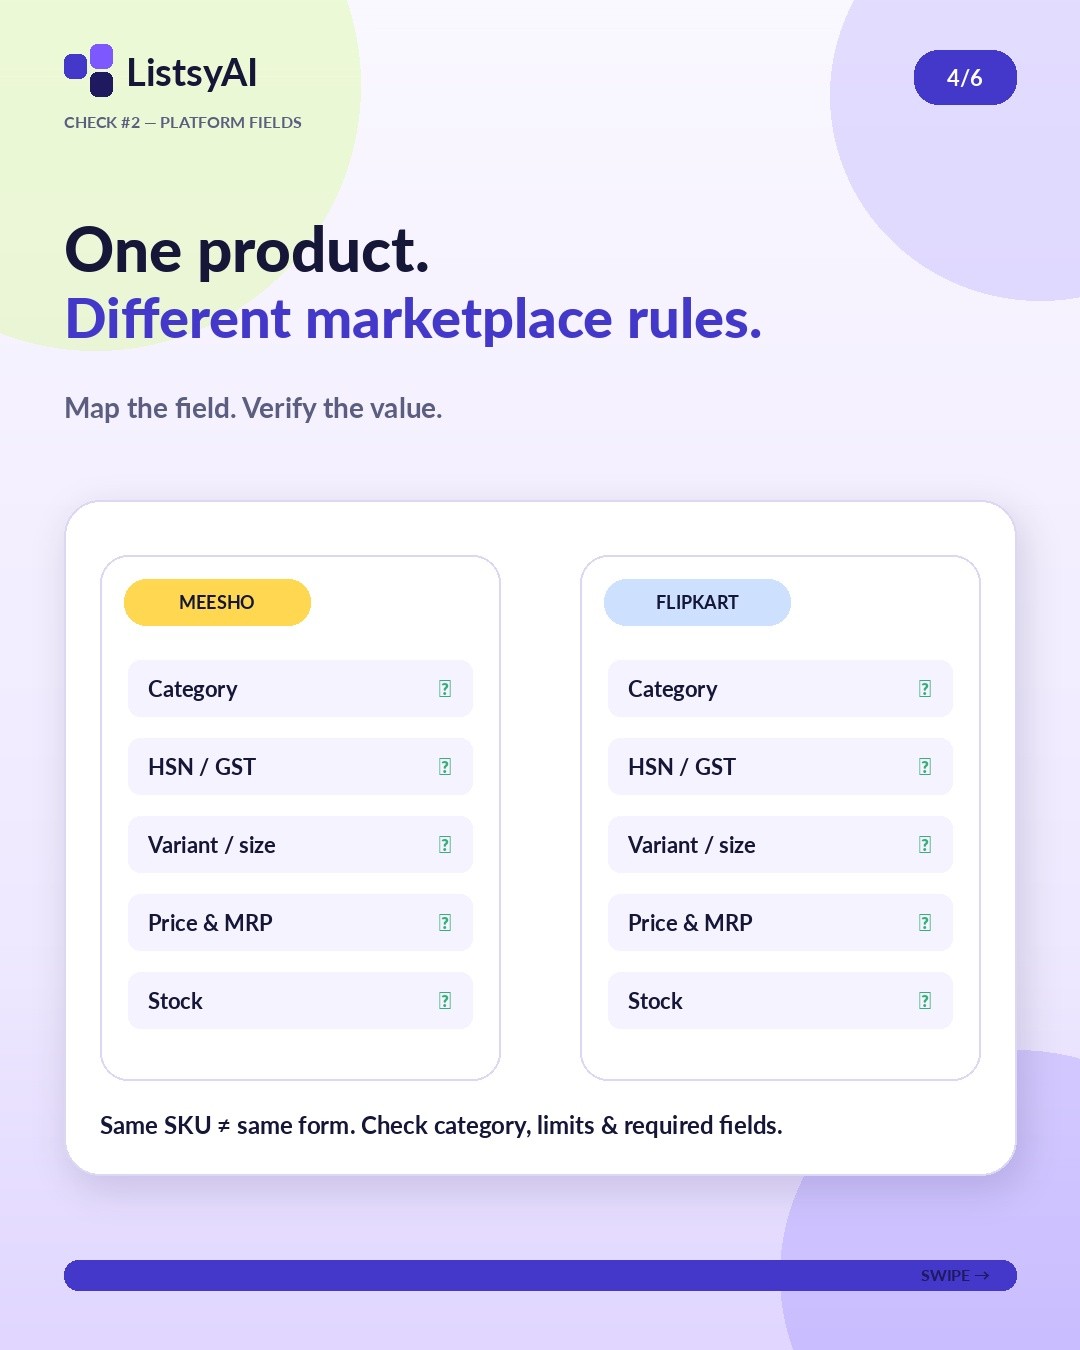 ListsyAI
4/6
CHECK #2 — PLATFORM FIELDS
One product.
Different marketplace rules.
Map the field. Verify the value.
MEESHO
Category
HSN / GST
Variant / size
Price & MRP
Stock
FLIPKART
Category
HSN / GST
Variant / size
Price & MRP
Stock
Same SKU ≠ same form. Check category, limits & required fields.
SWIPE →